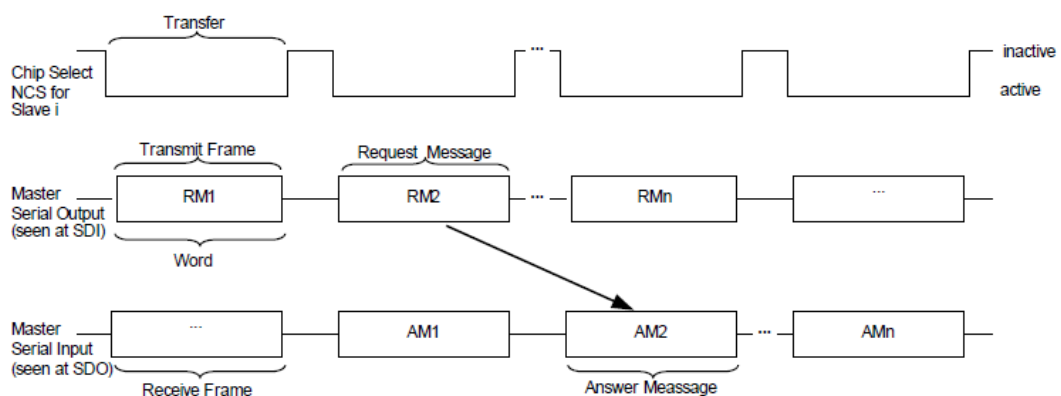 Transfer
...
inactive
Chip Select
NCS for
Slave i
active
Transmit Frame
Request Message
Master
Serial Output
(seen at SDI)
RM1
RM2
...
RMn
...
Word
Master
Serial Input
(seen at SDO)
...
AM1
AM2
...
AMn
Receive Frame
Answer Meassage